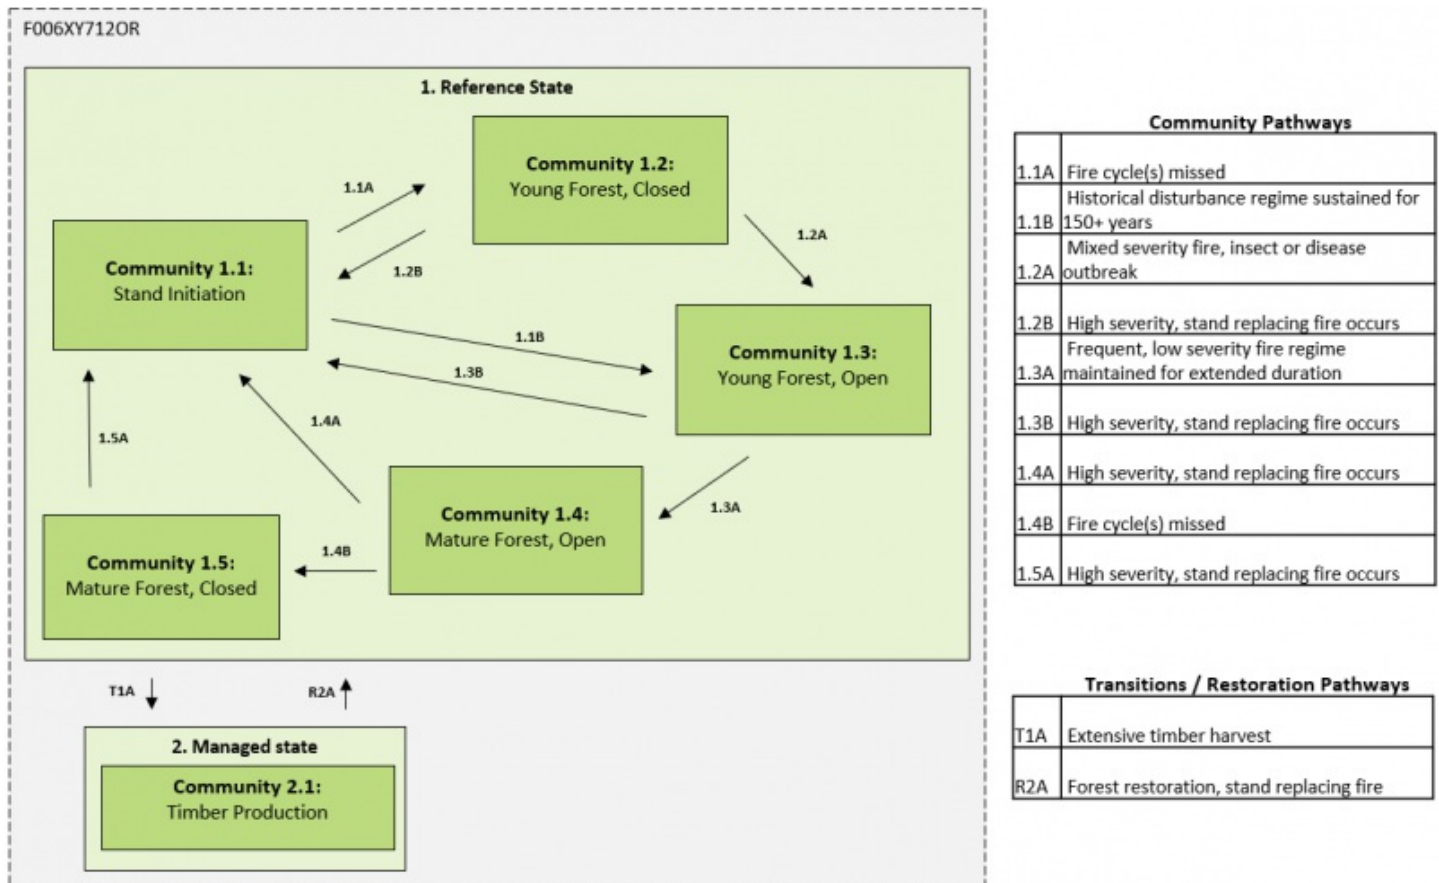 F006XY712OR
1. Reference State
Community 1.2:
Young Forest, Closed
1.1A
1.2A
1.2B
Community 1.1:
Stand Initiation
1.1B
1.3B
Community 1.3:
Young Forest, Open
1.4A
1.5A
1.3A
Community 1.4:
Mature Forest, Open
1.4B
Community 1.5:
Mature Forest, Closed
T1A
R2A
2. Managed state
Community 2.1:
Timber Production
Community Pathways
1.1A Fire cycle(s) missed
Historical disturbance regime sustained for
1.1B 150+ years
Mixed severity fire, insect or disease
1.2A outbreak
1.2B High severity, stand replacing fire occurs
Frequent, low severity fire regime
1.3A maintained for extended duration
1.3B High severity, stand replacing fire occurs
1.4A High severity, stand replacing fire occurs
1.4B Fire cycle(s) missed
1.5A High severity, stand replacing fire occurs
Transitions / Restoration Pathways
T1A Extensive timber harvest
R2A Forest restoration, stand replacing fire